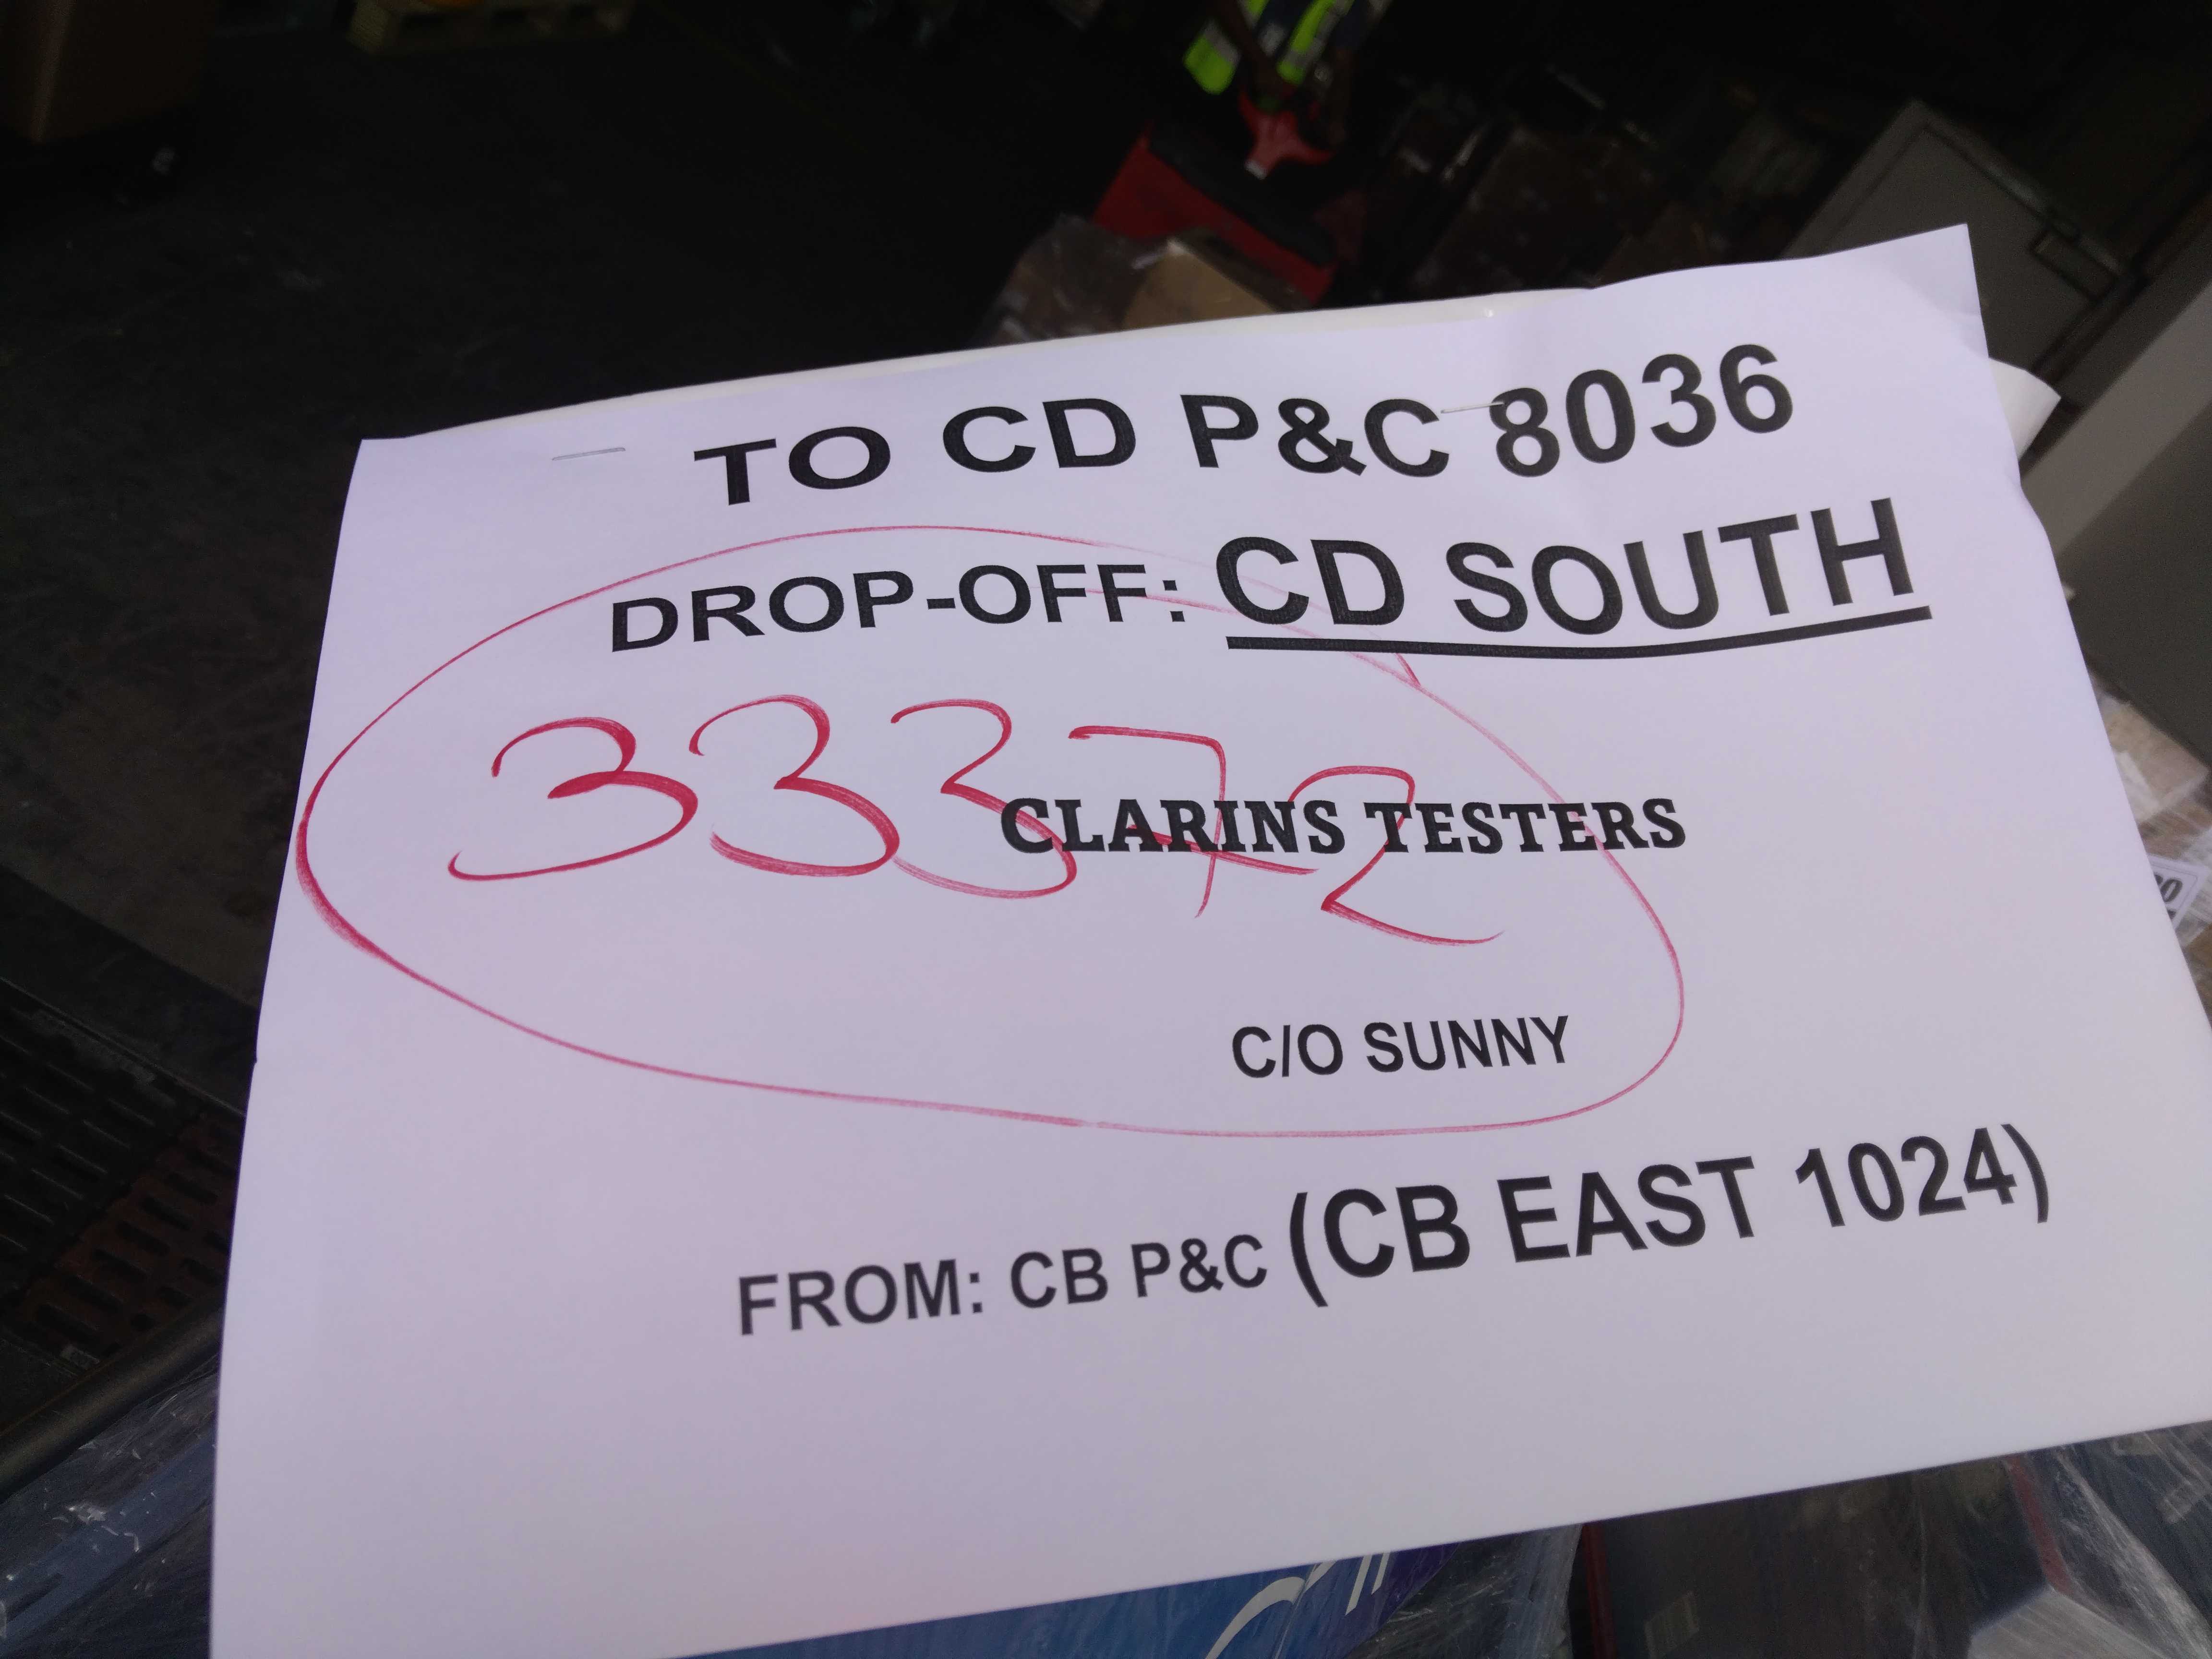 TO CD P&C 8036
DROP-OFF: CD SOUTH
33372
CLARINS TESTERS
C/O SUNNY
FROM: CB P&C (CB EAST 1024)